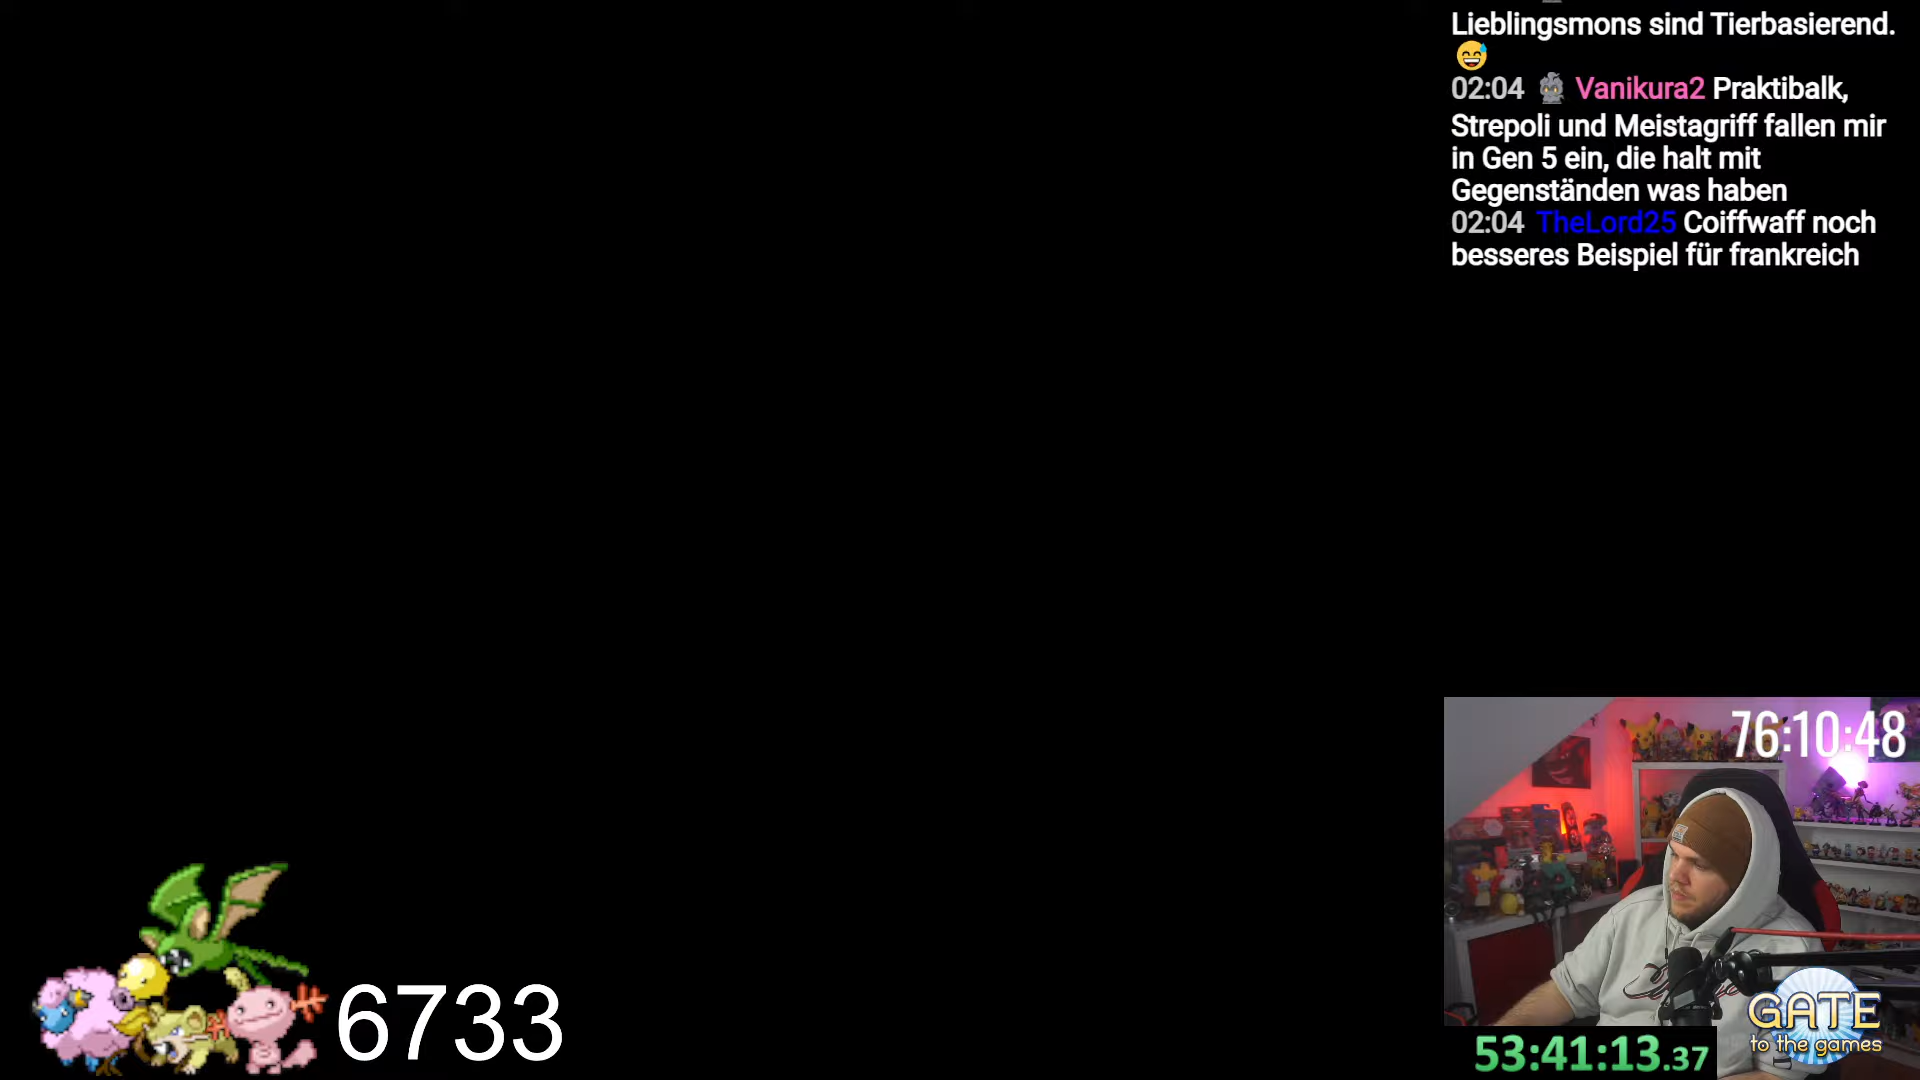 Lieblingsmons sind Tierbasierend.
😅
02:04 Vanikura2 Praktibalk,
Strepoli und Meistagriff fallen mir
in Gen 5 ein, die halt mit
Gegenständen was haben
02:04 TheLord25 Coiffwaff noch
besseres Beispiel für frankreich
76:10:48
6733
GATE
to the games
53:41:13.37